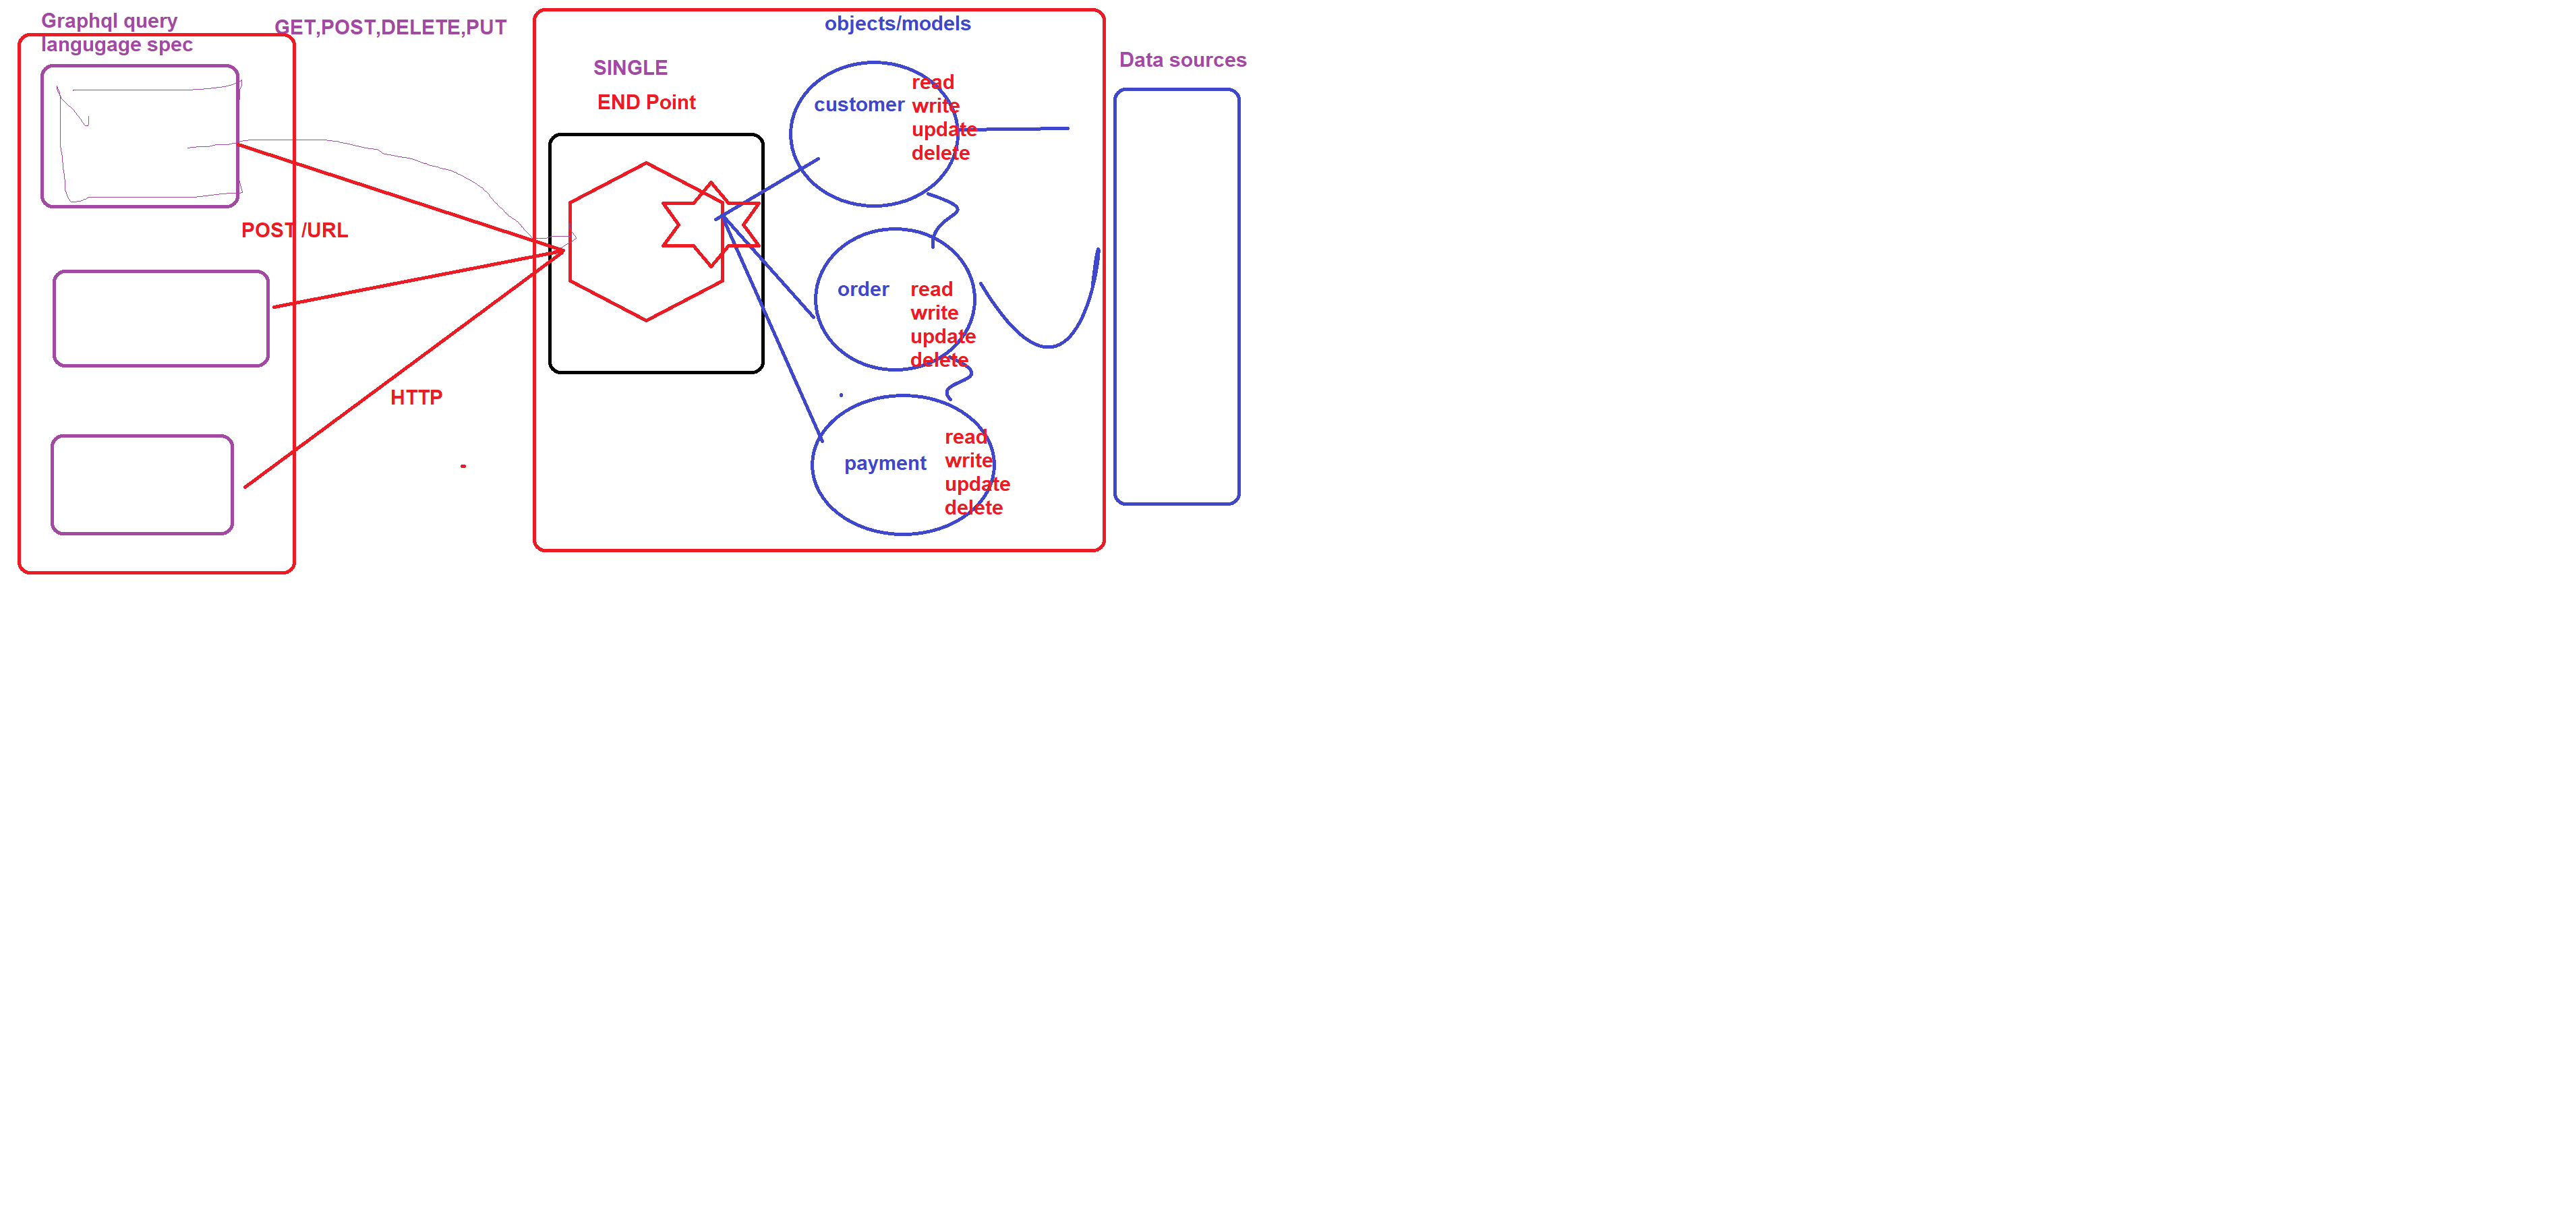 Graphql query
langugage spec
GET,POST,DELETE,PUT
POST /URL
HTTP
SINGLE
END Point
objects/models
customer
read
write
update
delete
order
read
write
update
delete
payment
read
write
update
delete
Data sources